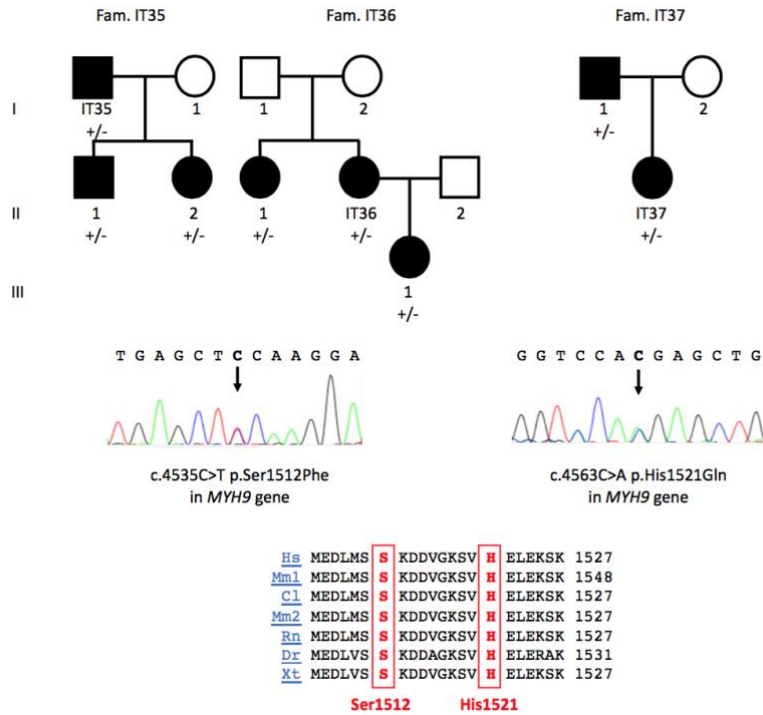 Fam. IT35 Fam. IT36 Fam. IT37
I
IT35 1 1 2 1 2
+/- +/-
II
1 2 1 IT36 2 IT37
+/- +/- +/- +/- +/-
III
1
+/-
T G A G C T C C A A G G A
G G T C C A C G A G C T G
c.4535C>T p.Ser1512Phe
in MYH9 gene
c.4563C>A p.His1521Gln
in MYH9 gene
Hs MEDLMS S KDDVGKSV H ELEKSK 1527
Mm1 MEDLMS S KDDVGKSV H ELEKSK 1548
Cl MEDLMS S KDDVGKSV H ELEKSK 1527
Mm2 MEDLMS S KDDVGKSV H ELEKSK 1527
Rn MEDLVS S KDDVGKSV H ELEKSK 1527
Dr MEDLVS S KDDAGKSV H ELERAK 1531
Xt MEDLVS S KDDVGKSV H ELEKSK 1527
Ser1512 His1521